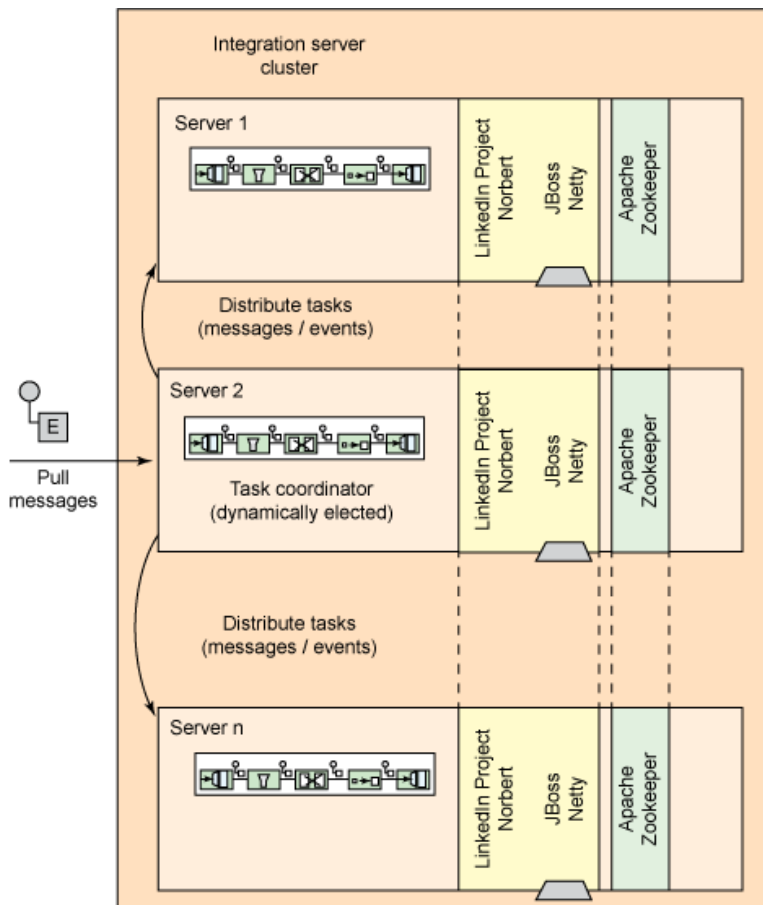 Integration server
cluster
Server 1
LinkedIn Project
Norbert
JBoss
Netty
Apache
Zookeeper
Distribute tasks
(messages / events)
E
Pull
messages
Server 2
Task coordinator
(dynamically elected)
LinkedIn Project
Norbert
JBoss
Netty
Apache
Zookeeper
Distribute tasks
(messages / events)
Server n
LinkedIn Project
Norbert
JBoss
Netty
Apache
Zookeeper